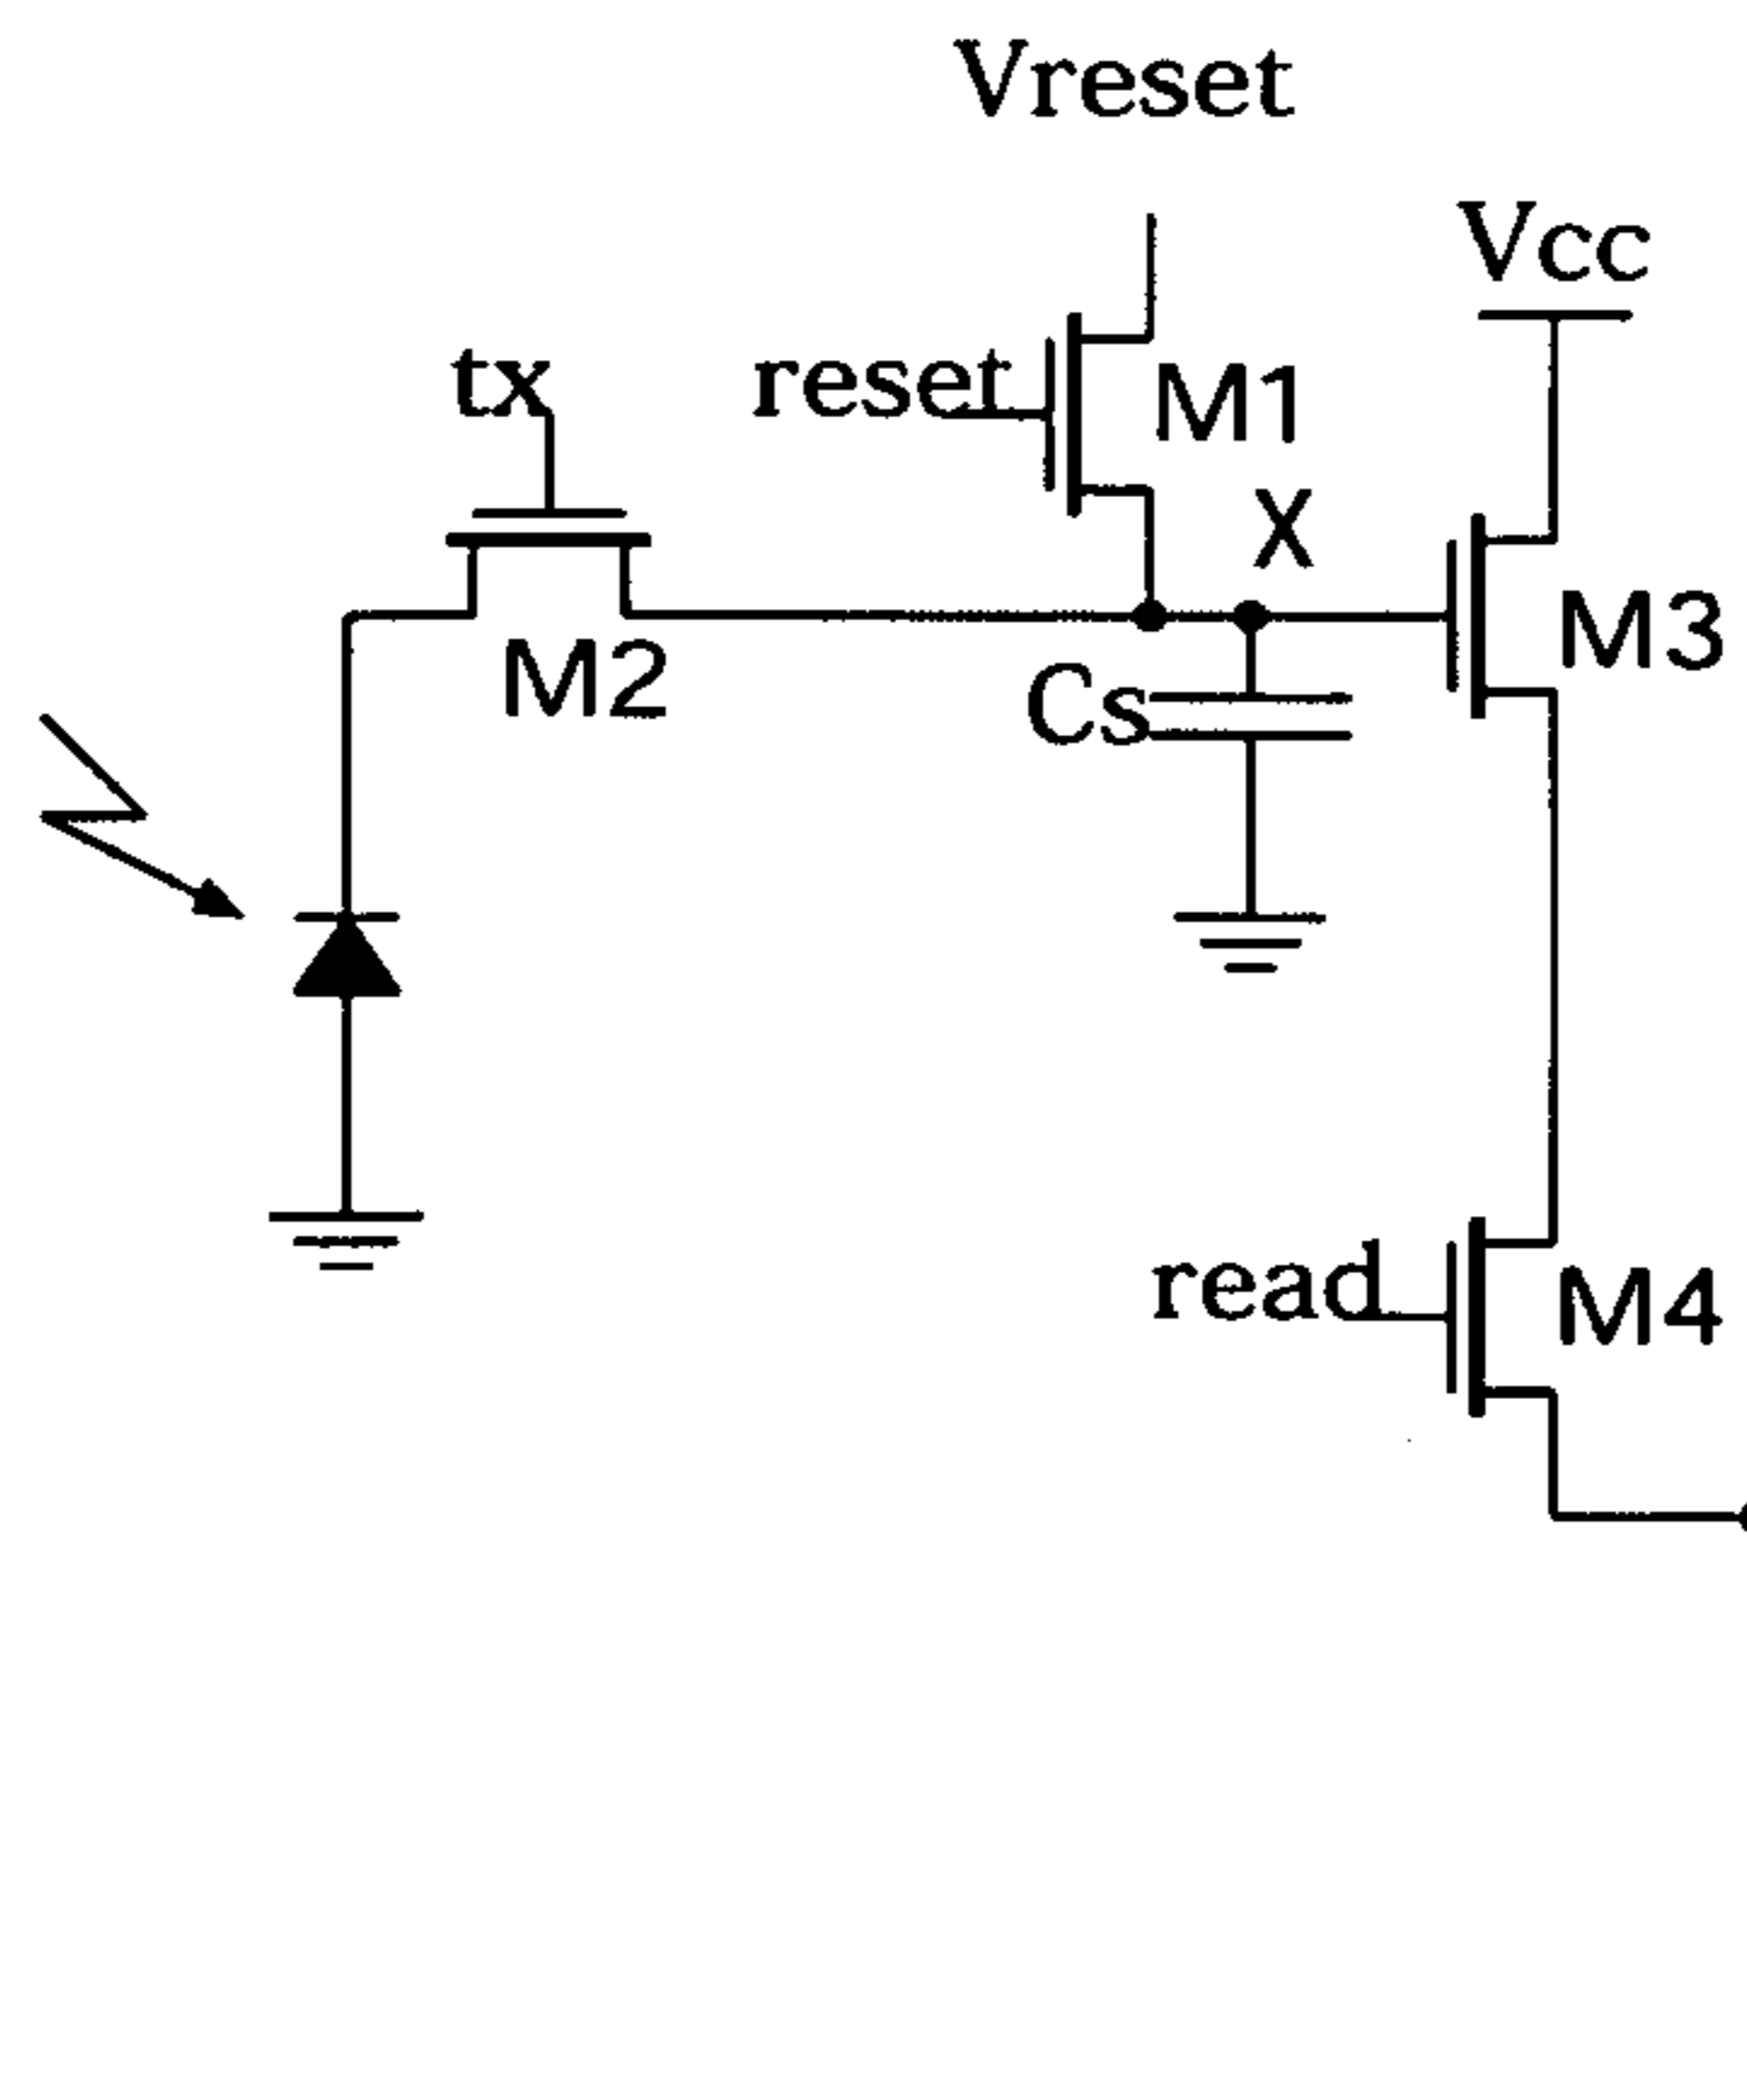 Vreset
Vcc
tx
reset
M1
X
M3
M2
Cs
read
M4